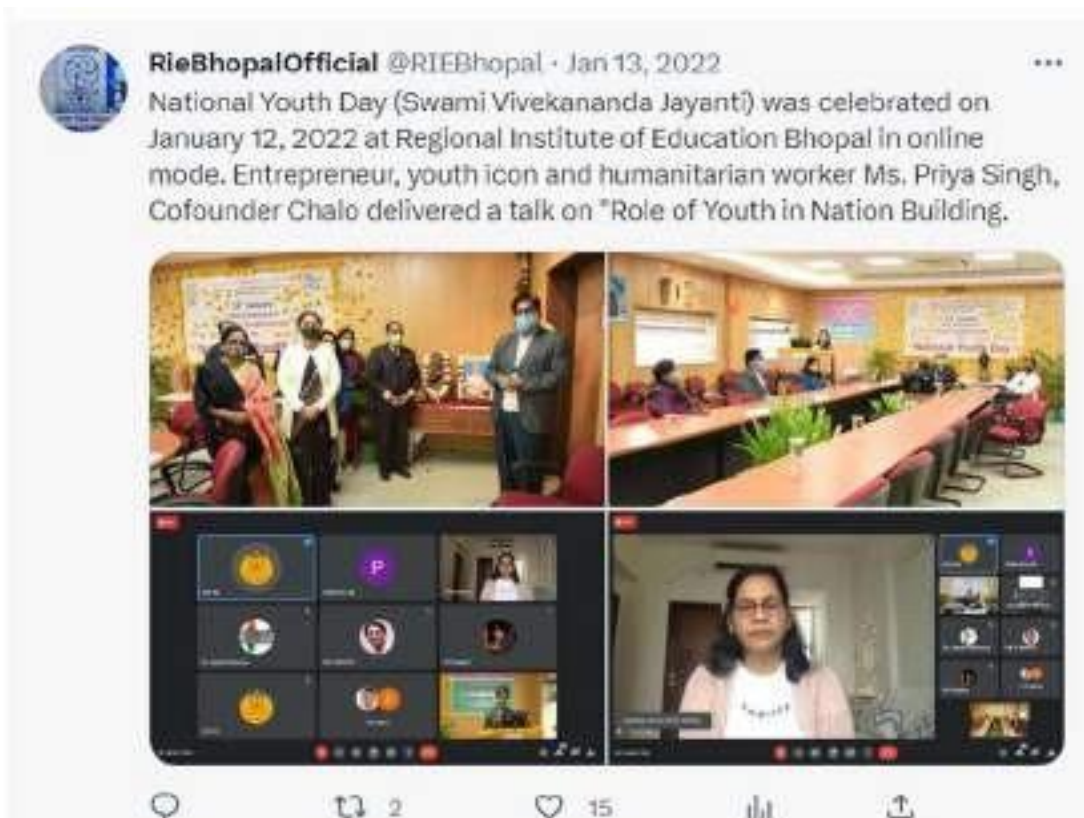 RieBhopalOfficial @RIEBhopal · Jan 13, 2022
National Youth Day (Swami Vivekananda Jayanti) was celebrated on
January 12, 2022 at Regional Institute of Education Bhopal in online
mode. Entrepreneur, youth icon and humanitarian worker Ms. Priya Singh,
Cofounder Chalo delivered a talk on "Role of Youth in Nation Building.
National Youth Day
P
2 15